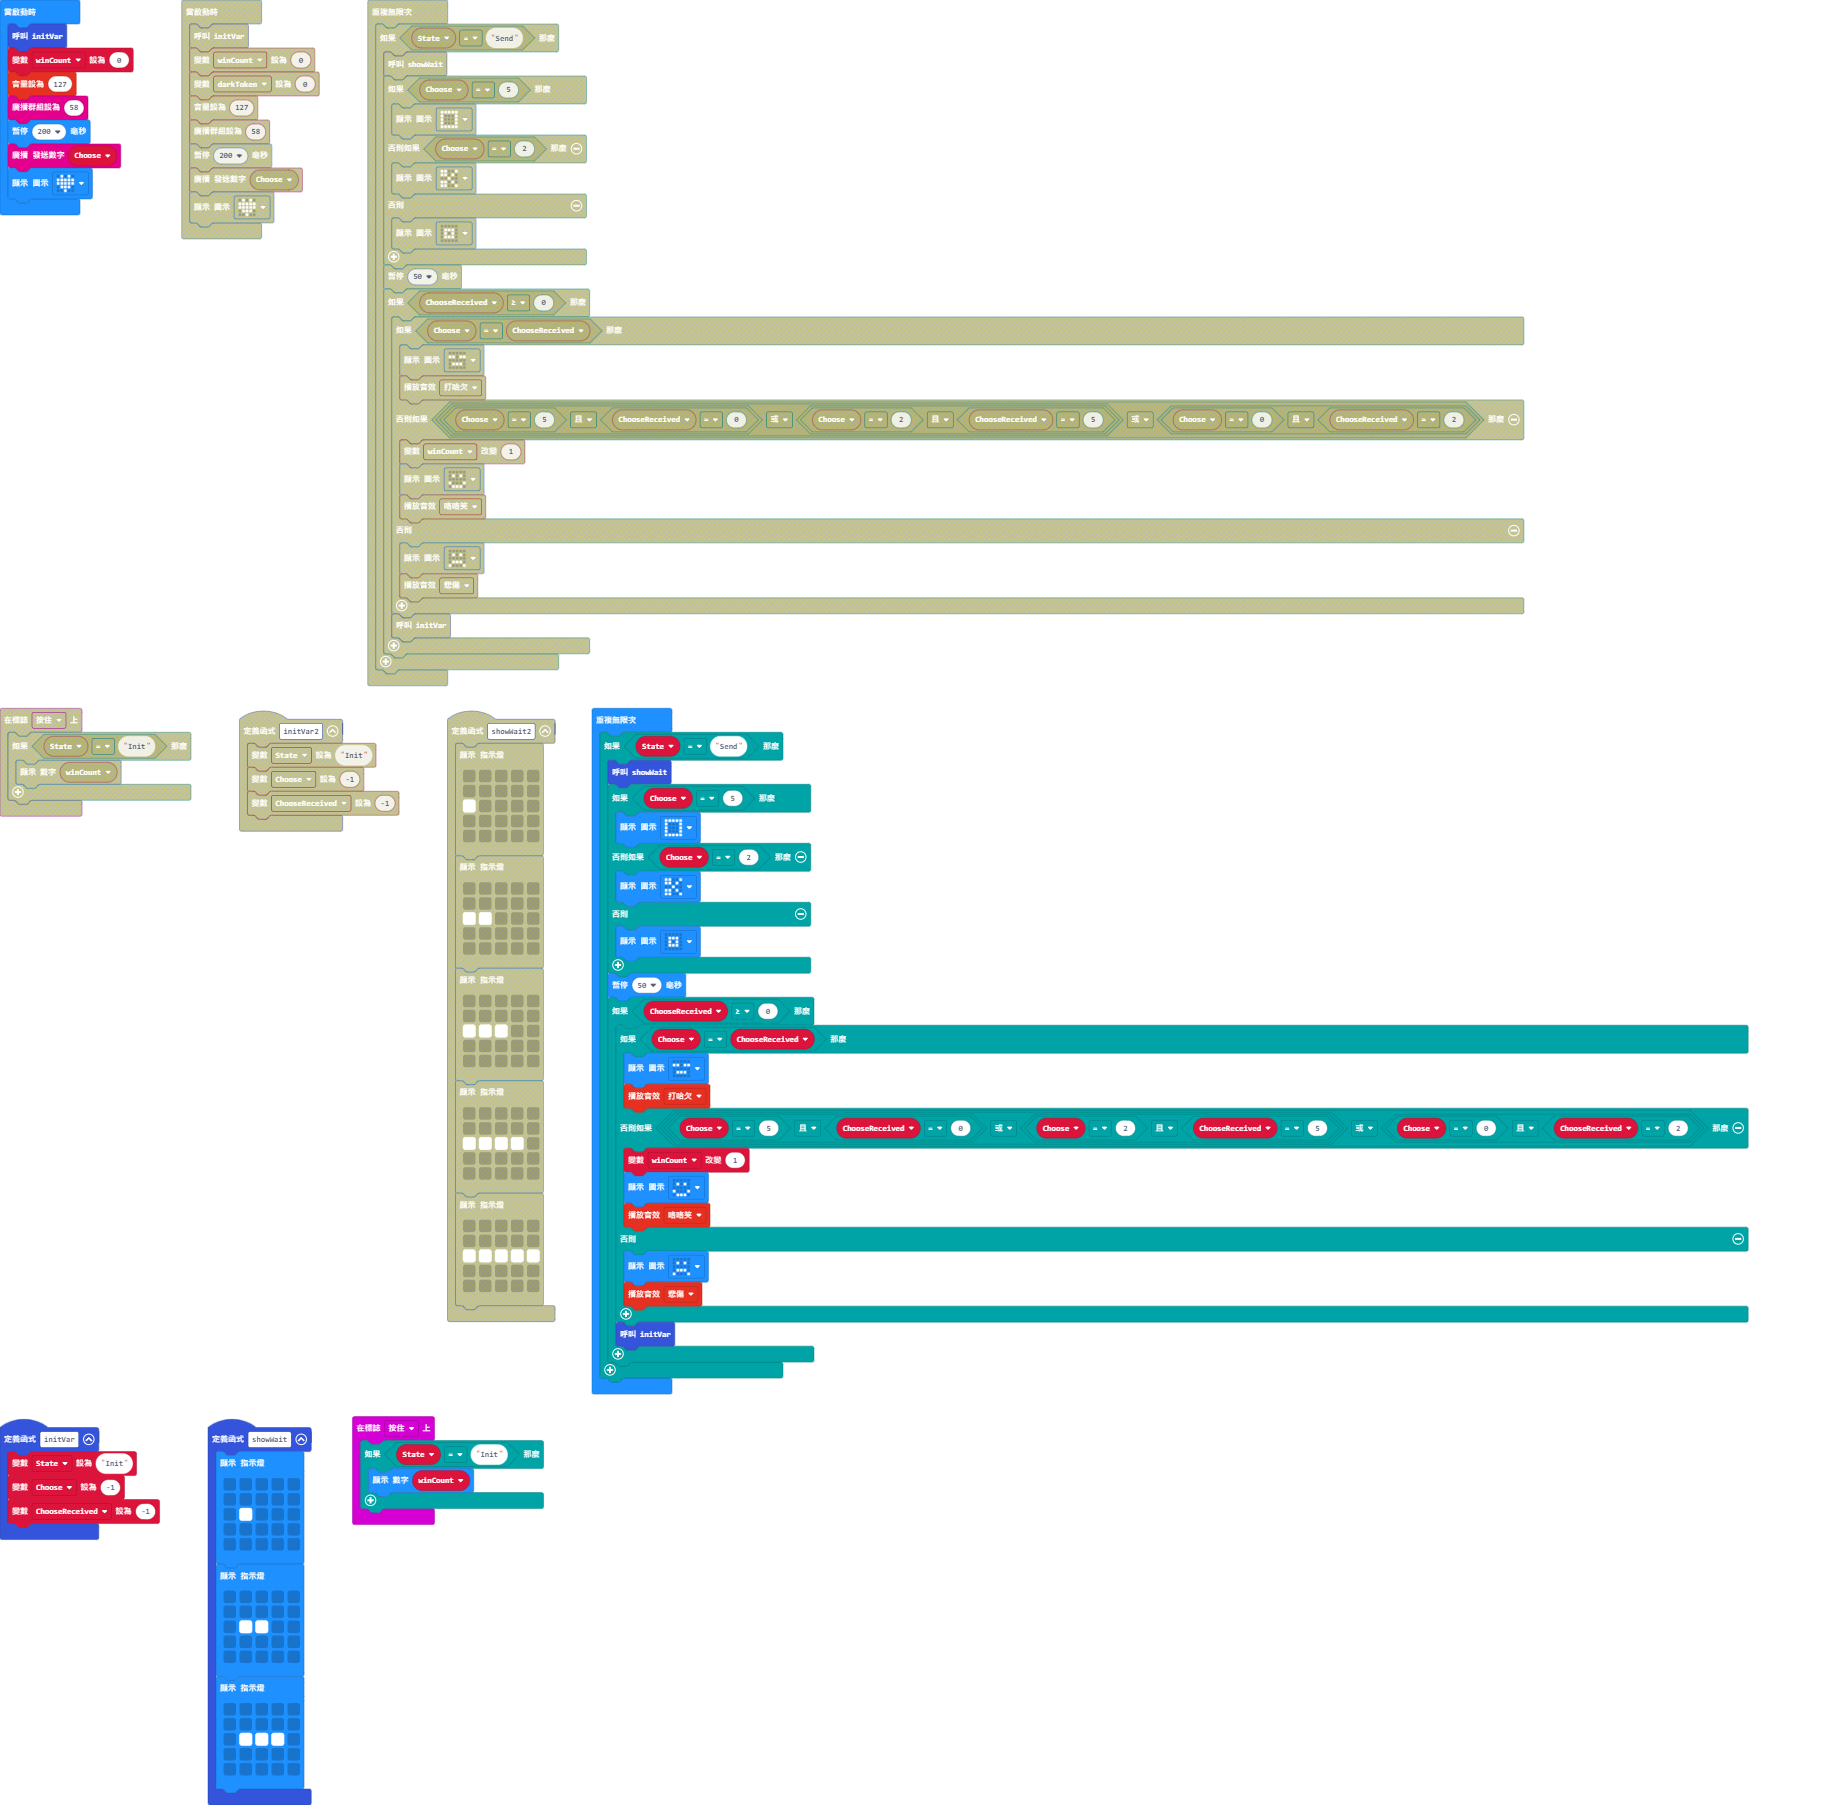 當啟動時
呼叫 initVar
變數 winCount 設為 0
音量設為 127
廣播群組設為 58
暫停 200 毫秒
廣播 發送數字 Choose
顯示 圖示
當啟動時
呼叫 initVar
變數 winCount 設為 0
變數 darkToken 設為 0
音量設為 127
廣播群組設為 58
暫停 200 毫秒
廣播 發送數字 Choose
顯示 圖示
重複無限次
如果 State = "Send" 那麼
呼叫 showWait
如果 Choose = 5 那麼
顯示 圖示
否則如果 Choose = 2 那麼
顯示 圖示
否則
顯示 圖示
暫停 50 毫秒
如果 ChooseReceived ≥ 0 那麼
如果 Choose = ChooseReceived 那麼
顯示 圖示
播放音效 打哈欠
否則如果 Choose = 5 且 ChooseReceived = 0 或 Choose = 2 且 ChooseReceived = 5 或 Choose = 0 且 ChooseReceived = 2 那麼
變數 winCount 改變 1
顯示 圖示
播放音效 咯咯笑
否則
顯示 圖示
播放音效 悲傷
呼叫 initVar
在標誌 按住 上
如果 State = "Init" 那麼
顯示 數字 winCount
定義函式 initVar2
變數 State 設為 "Init"
變數 Choose 設為 -1
變數 ChooseReceived 設為 -1
定義函式 showWait2
顯示 指示燈
顯示 指示燈
顯示 指示燈
顯示 指示燈
顯示 指示燈
重複無限次
如果 State = "Send" 那麼
呼叫 showWait
如果 Choose = 5 那麼
顯示 圖示
否則如果 Choose = 2 那麼
顯示 圖示
否則
顯示 圖示
暫停 50 毫秒
如果 ChooseReceived ≥ 0 那麼
如果 Choose = ChooseReceived 那麼
顯示 圖示
播放音效 打哈欠
否則如果 Choose = 5 且 ChooseReceived = 0 或 Choose = 2 且 ChooseReceived = 5 或 Choose = 0 且 ChooseReceived = 2 那麼
變數 winCount 改變 1
顯示 圖示
播放音效 咯咯笑
否則
顯示 圖示
播放音效 悲傷
呼叫 initVar
定義函式 initVar
變數 State 設為 "Init"
變數 Choose 設為 -1
變數 ChooseReceived 設為 -1
定義函式 showWait
顯示 指示燈
顯示 指示燈
顯示 指示燈
在標誌 按住 上
如果 State = "Init" 那麼
顯示 數字 winCount